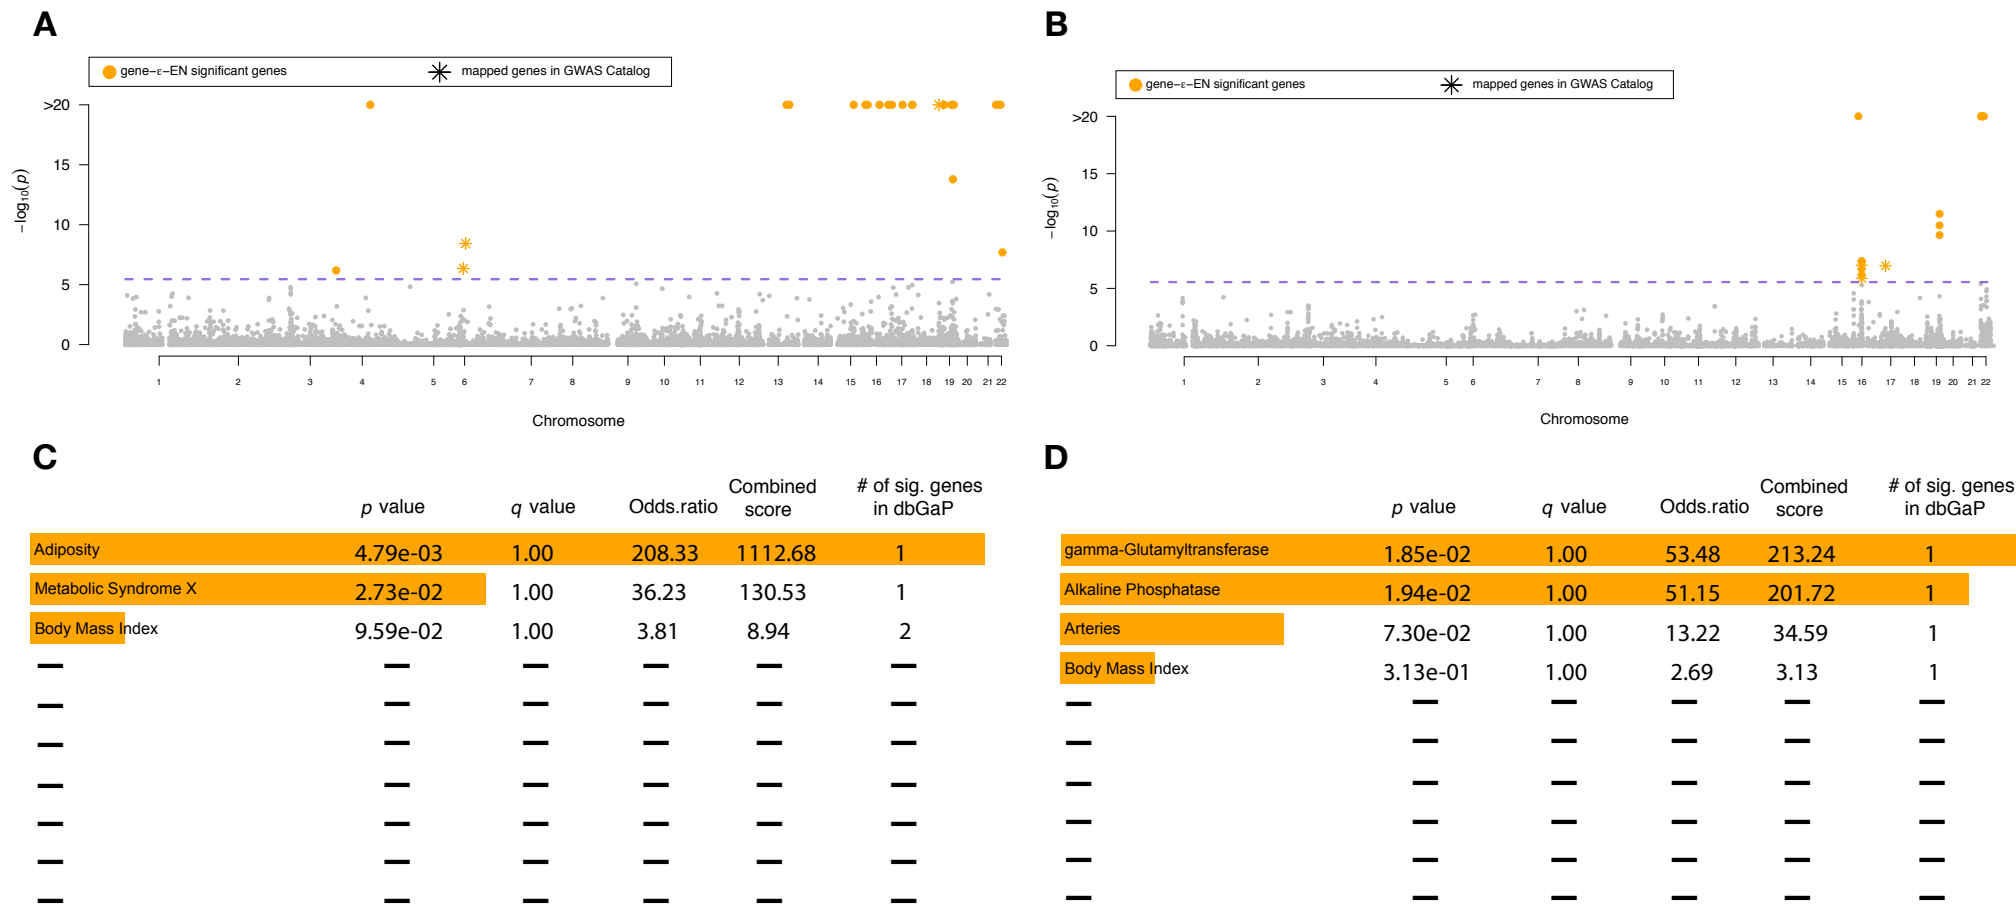 A
gene-ε-EN significant genes
mapped genes in GWAS Catalog
>20
15
10
5
0
-log10(p)
1 2 3 4 5 6 7 8 9 10 11 12 13 14 15 16 17 18 19 20 21 22
Chromosome
B
gene-ε-EN significant genes
mapped genes in GWAS Catalog
>20
15
10
5
0
-log10(p)
1 2 3 4 5 6 7 8 9 10 11 12 13 14 15 16 17 18 19 20 21 22
Chromosome
C
p value q value Odds.ratio Combined score # of sig. genes in dbGaP
Adiposity 4.79e-03 1.00 208.33 1112.68 1
Metabolic Syndrome X 2.73e-02 1.00 36.23 130.53 1
Body Mass Index 9.59e-02 1.00 3.81 8.94 2
D
p value q value Odds.ratio Combined score # of sig. genes in dbGaP
gamma-Glutamyltransferase 1.85e-02 1.00 53.48 213.24 1
Alkaline Phosphatase 1.94e-02 1.00 51.15 201.72 1
Arteries 7.30e-02 1.00 13.22 34.59 1
Body Mass Index 3.13e-01 1.00 2.69 3.13 1